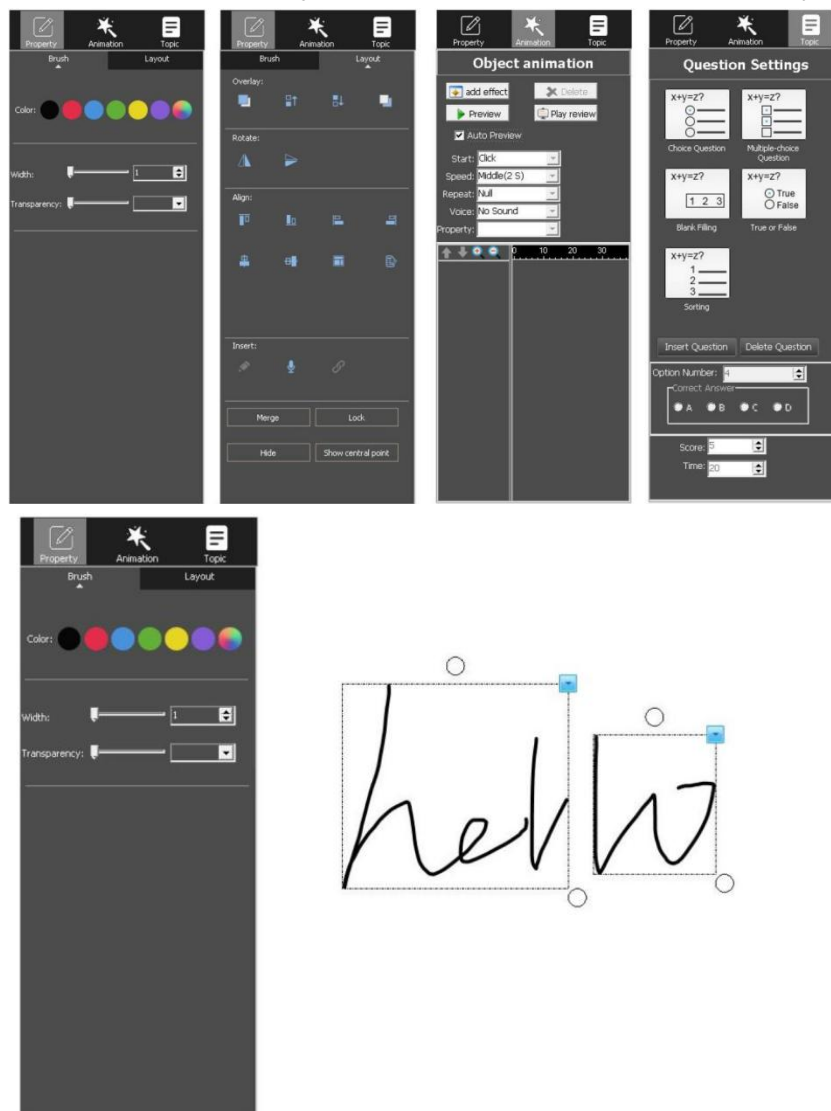 Property Animation Topic
Brush Layout
Color:
Width: 1
Transparency:
Property Animation Topic
Brush Layout
Overlay:
Rotate:
Align:
Insert:
Merge Lock
Hide Show central point
Property Animation Topic
Object animation
add effect Delete
Preview Play review
Auto Preview
Start: Click
Speed: Middle(2 S)
Repeat: Null
Voice: No Sound
Property:
0 10 20 30
Property Animation Topic
Question Settings
x+y=z? x+y=z?
Choice Question Multiple-choice
Question
x+y=z? x+y=z?
1 2 3 True
False
Blank Filling True or False
x+y=z?
1
2
3
Sorting
Insert Question Delete Question
Option Number: 4
Correct Answer
A B C D
Score: 5
Time: 20
Property Animation Topic
Brush Layout
Color:
Width: 1
Transparency:
hel